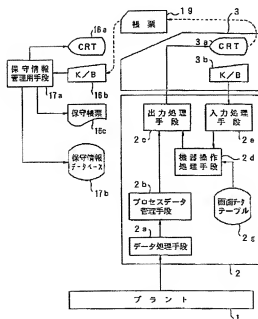 16a
CRT
帳票
19
3
3a
CRT
保守情報
管理用手段
17a
K/B
16b
K/B
3b
保守帳票
16c
出力処理
手段
2c
入力処理
手段
2e
保守情報
データベース
17b
機器操作
処理手段
2d
2b
プロセスデータ
管理手段
画面データ
テーブル
2g
2a
データ処理手段
2
プラント
1